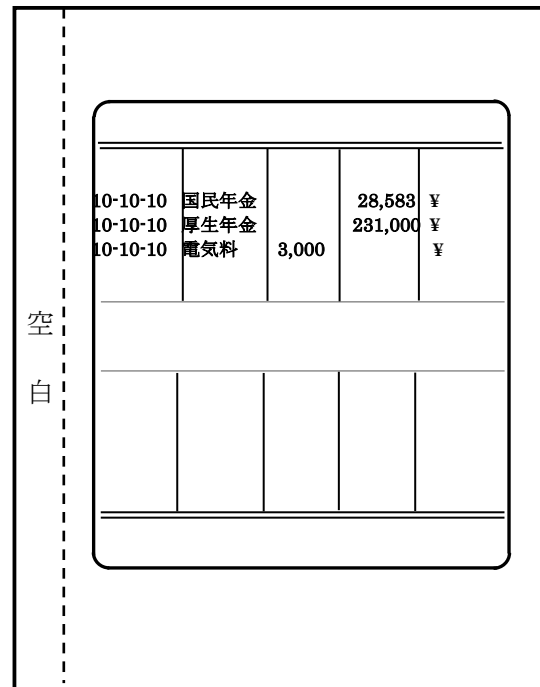 10-10-10 国民年金 28,583 ¥
10-10-10 厚生年金 231,000 ¥
10-10-10 電気料 3,000 ¥
空
白